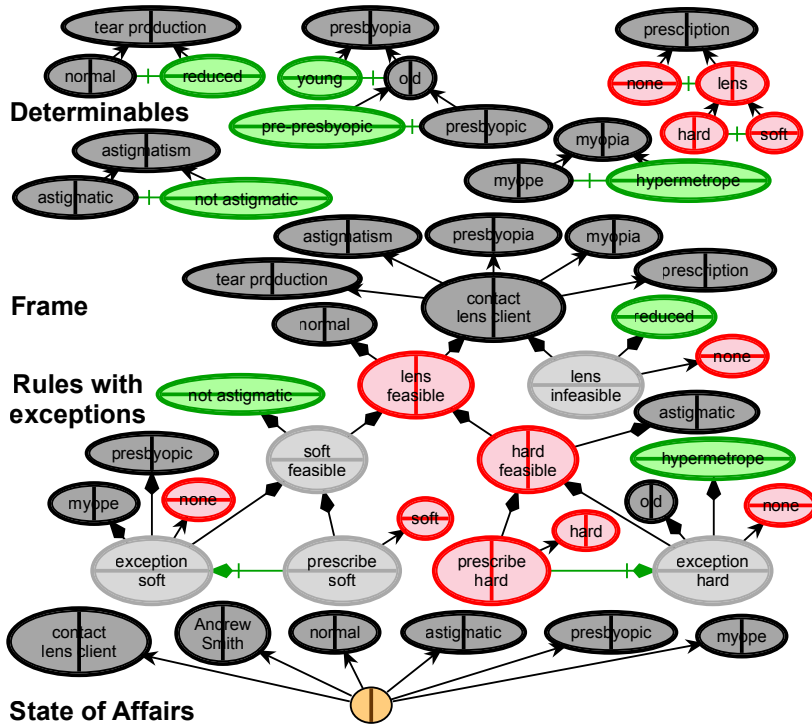 tear production
presbyopia
prescription
normal
reduced
young
old
none
lens
Determinables
pre-presbyopic
presbyopic
hard
soft
astigmatism
myopia
astigmatic
not astigmatic
myope
hypermetrope
astigmatism
presbyopia
myopia
tear production
prescription
Frame
contact
lens client
normal
reduced
none
Rules with
exceptions
lens
feasible
lens
infeasible
not astigmatic
astigmatic
presbyopic
soft
feasible
hard
feasible
hypermetrope
myope
none
soft
old
none
hard
exception
soft
prescribe
soft
prescribe
hard
exception
hard
contact
lens client
Andrew
Smith
normal
astigmatic
presbyopic
myope
State of Affairs